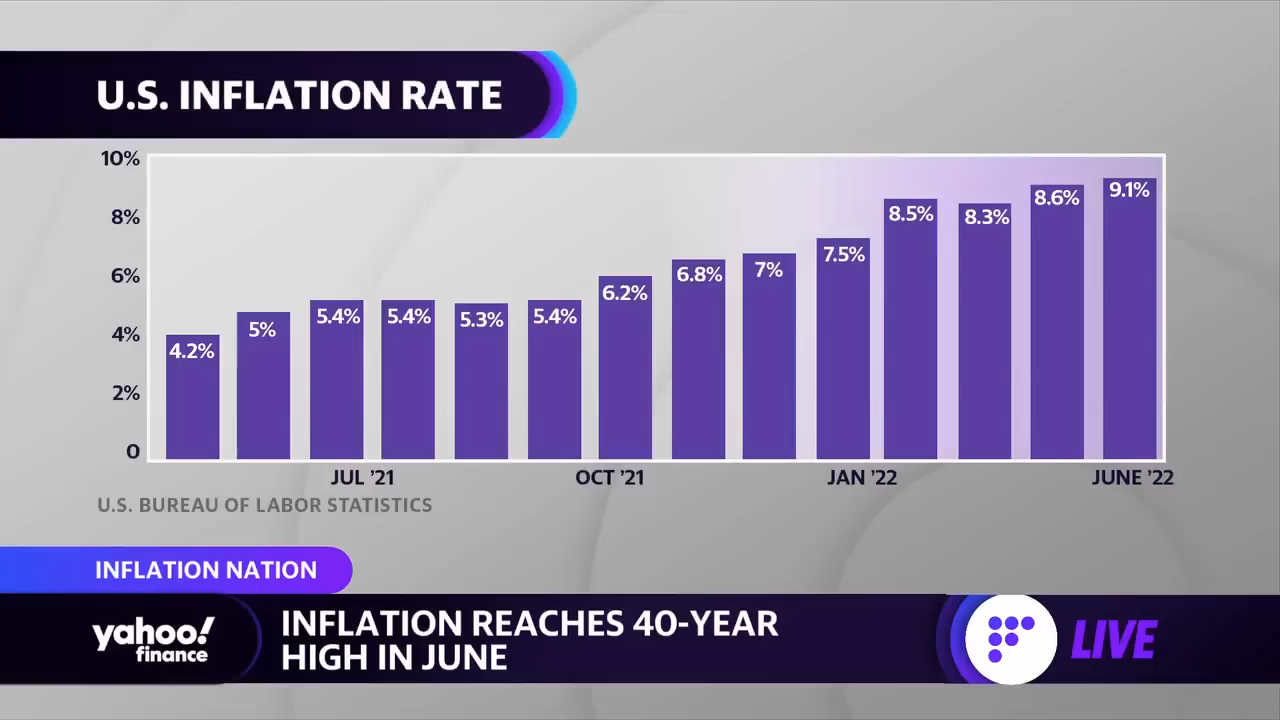 U.S. INFLATION RATE
10%
8%
6%
4%
2%
0
4.2%
5%
5.4%
5.4%
5.3%
5.4%
6.2%
6.8%
7%
7.5%
8.5%
8.3%
8.6%
9.1%
JUL ’21
OCT ’21
JAN ’22
JUNE ’22
U.S. BUREAU OF LABOR STATISTICS
INFLATION NATION
yahoo!
finance
INFLATION REACHES 40-YEAR
HIGH IN JUNE
LIVE